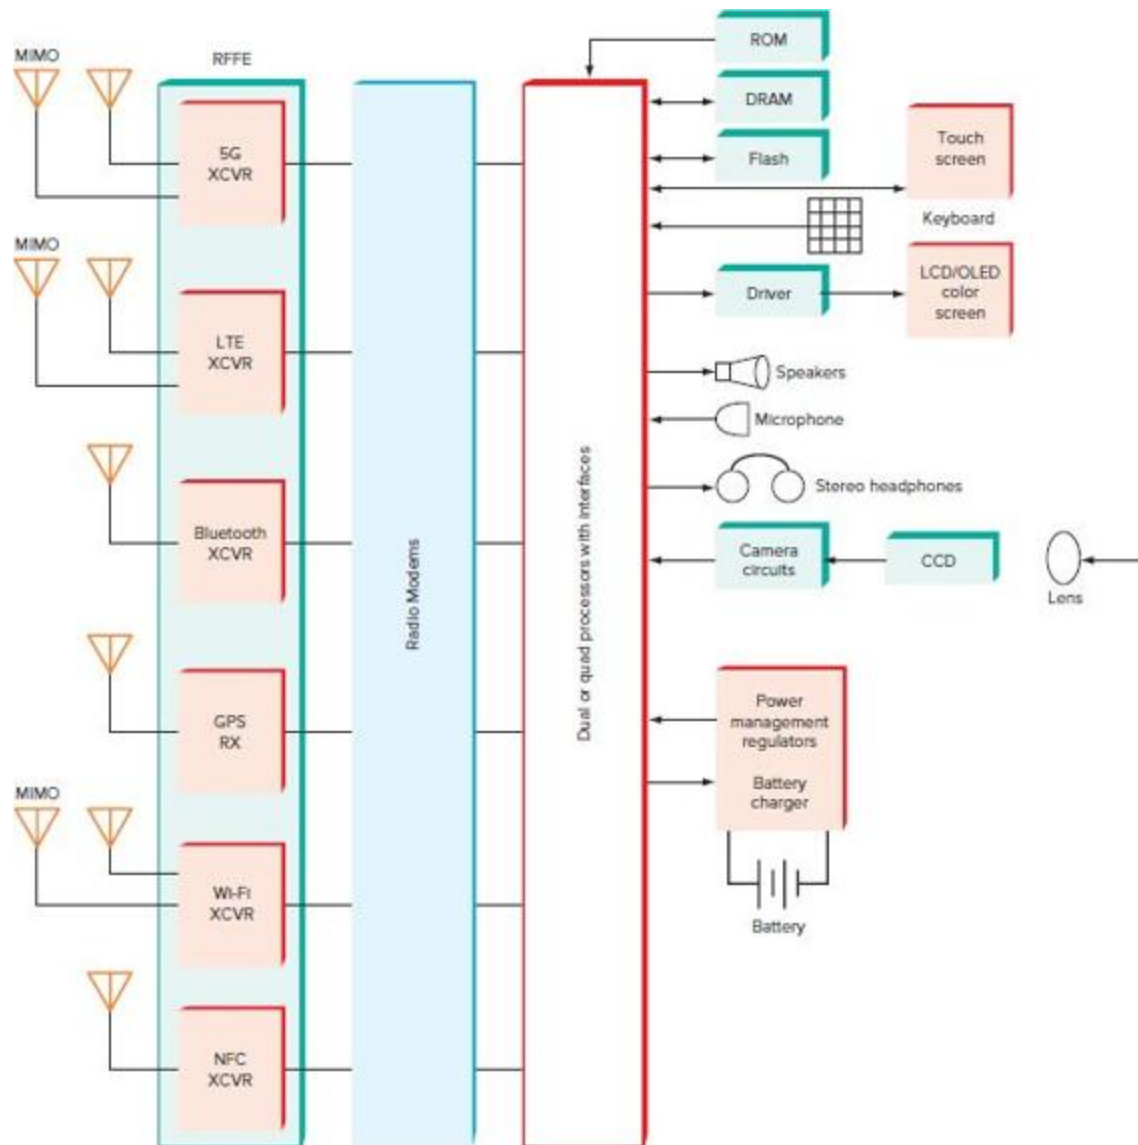 MIMO
RFFE
5G
XCVR
MIMO
LTE
XCVR
Bluetooth
XCVR
GPS
RX
MIMO
Wi-Fi
XCVR
NFC
XCVR
Radio Modems
Dual or quad processors with interfaces
ROM
DRAM
Flash
Touch
screen
Keyboard
Driver
LCD/OLED
color
screen
Speakers
Microphone
Stereo headphones
Camera
circuits
CCD
Lens
Power
management
regulators
Battery
charger
Battery